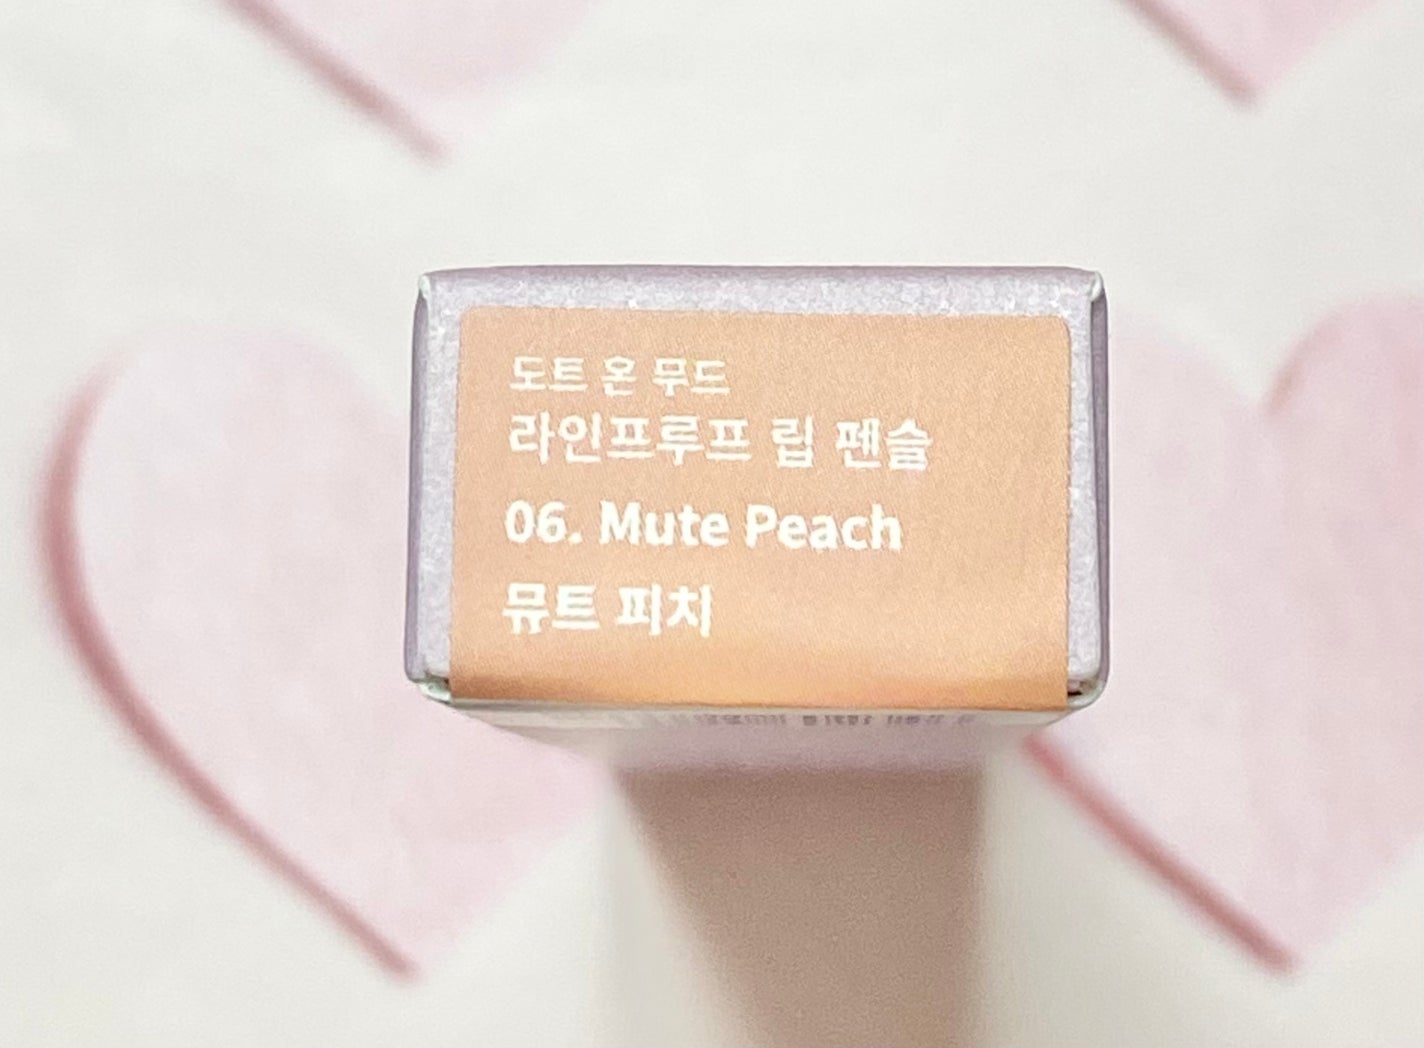 도트 온 무드
라인프루프 립 펜슬
06. Mute Peach
뮤트 피치